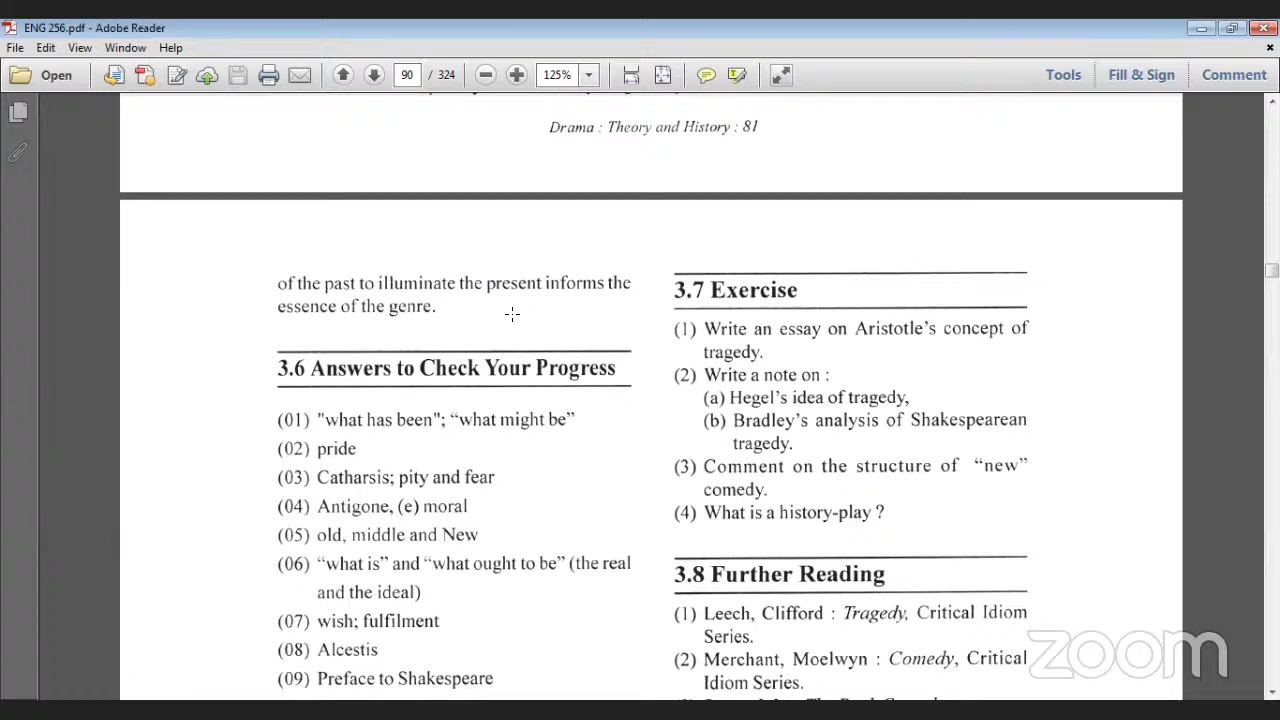 ENG 256.pdf - Adobe Reader
File Edit View Window Help
Open 90 / 324 125% Tools Fill & Sign Comment
Drama : Theory and History : 81
of the past to illuminate the present informs the
essence of the genre.
3.6 Answers to Check Your Progress
(01) "what has been"; “what might be”
(02) pride
(03) Catharsis; pity and fear
(04) Antigone, (e) moral
(05) old, middle and New
(06) “what is” and “what ought to be” (the real
and the ideal)
(07) wish; fulfilment
(08) Alcestis
(09) Preface to Shakespeare
3.7 Exercise
(1) Write an essay on Aristotle’s concept of
tragedy.
(2) Write a note on :
(a) Hegel’s idea of tragedy,
(b) Bradley’s analysis of Shakespearean
tragedy.
(3) Comment on the structure of “new”
comedy.
(4) What is a history-play ?
3.8 Further Reading
(1) Leech, Clifford : Tragedy, Critical Idiom
Series.
(2) Merchant, Moelwyn : Comedy, Critical
Idiom Series.
zoom